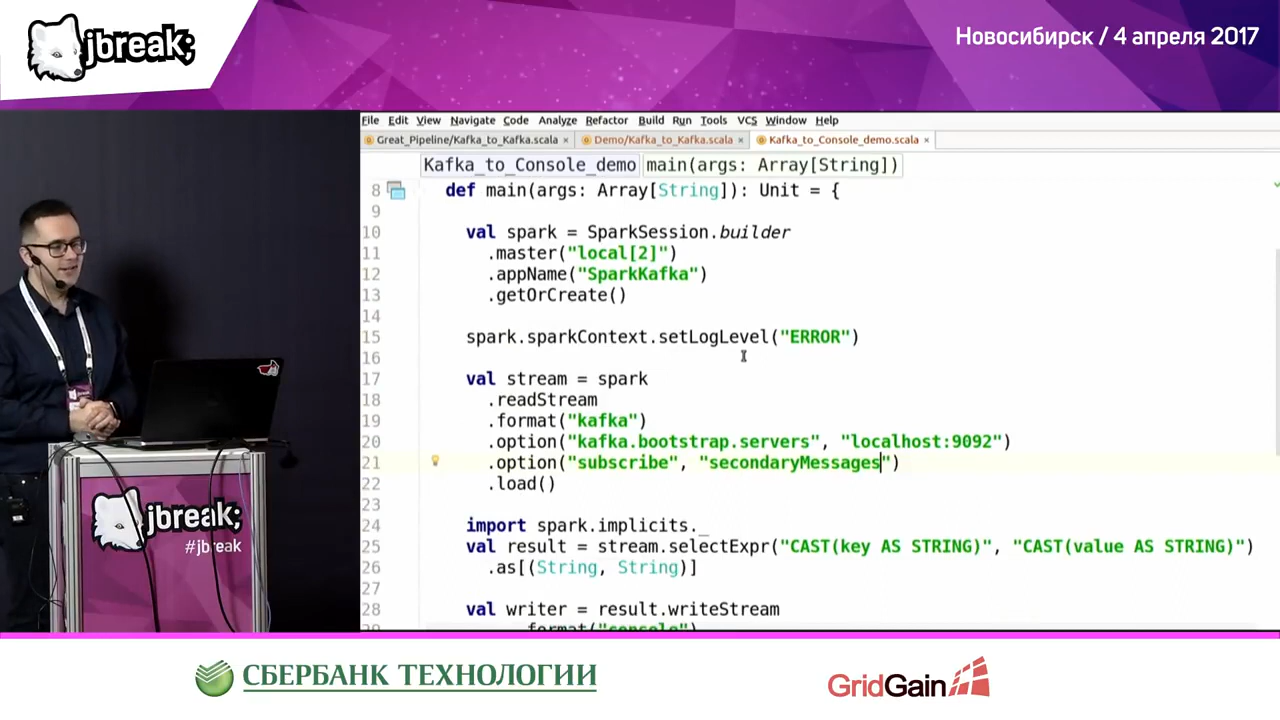 jbreak;
Новосибирск / 4 апреля 2017
File Edit View Navigate Code Analyze Refactor Build Run Tools VCS Window Help
Great_Pipeline/Kafka_to_Kafka.scala × Demo/Kafka_to_Kafka.scala × Kafka_to_Console_demo.scala ×
Kafka_to_Console_demo main(args: Array[String])
8 def main(args: Array[String]): Unit = {
9
10 val spark = SparkSession.builder
11 .master("local[2]")
12 .appName("SparkKafka")
13 .getOrCreate()
14
15 spark.sparkContext.setLogLevel("ERROR")
16
17 val stream = spark
18 .readStream
19 .format("kafka")
20 .option("kafka.bootstrap.servers", "localhost:9092")
21 .option("subscribe", "secondaryMessages")
22 .load()
23
24 import spark.implicits._
25 val result = stream.selectExpr("CAST(key AS STRING)", "CAST(value AS STRING)")
26 .as[(String, String)]
27
28 val writer = result.writeStream
29 .format("console")
jbreak;
#jbreak
СБЕРБАНК ТЕХНОЛОГИИ
GridGain